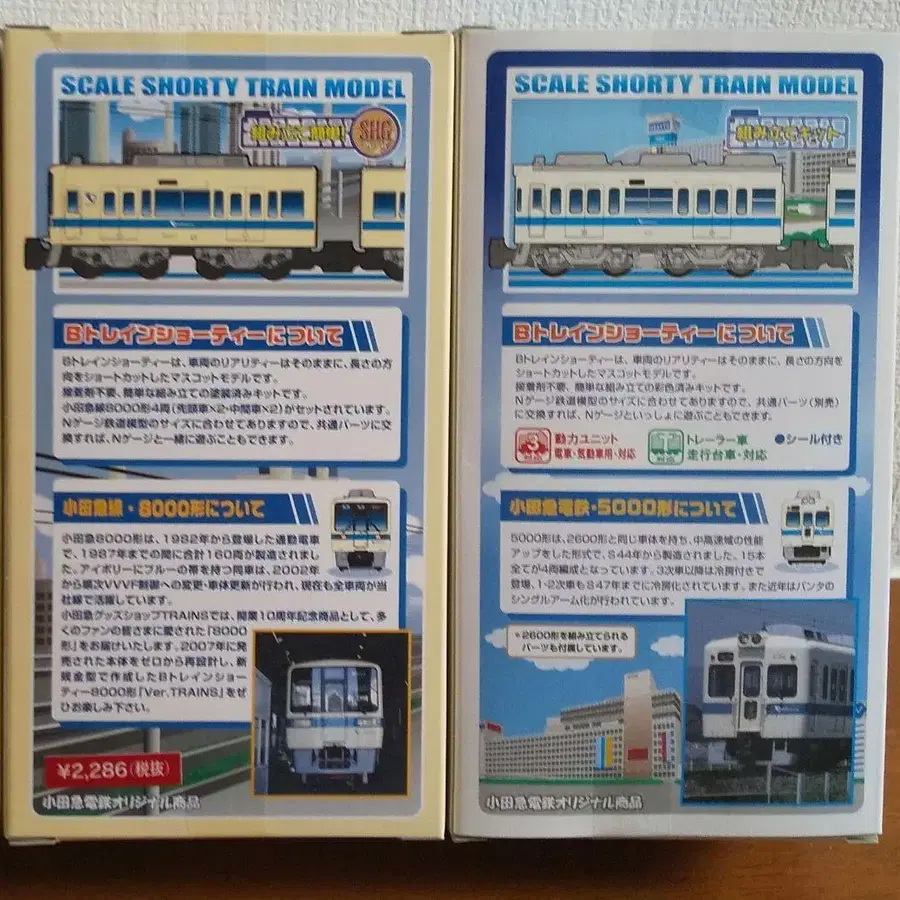 SCALE SHORTY TRAIN MODEL
組み立て簡単!
SHG
Bトレインショーティーについて
Bトレインショーティーは、車両のリアリティーはそのままに、長さの方
向をショートカットしたマスコットモデルです。
接着剤不要、簡単な組み立ての塗装済みキットです。
小田急線8000形4両(先頭車×2・中間車×2)がセットされています。
Nゲージ鉄道模型のサイズに合わせてありますので、共通パーツに交
換すれば、Nゲージと一緒に遊ぶこともできます。
小田急線・8000形について
小田急8000形は、1982年から登場した通勤電車
で、1987年までの間に合計160両が製造されまし
た。アイボリーにブルーの帯を持つ同車は、2002年
から順次VVVF制御への変更・車体更新が行われ、現在も全車両が当
社線で活躍しています。
小田急グッズショップTRAINSでは、開業10周年記念商品として、多
くのファンの皆さまに愛された「8000
形」をお届けいたします。2007年に発
売された本体をゼロから再設計し、新
規金型で作成したBトレインショー
ティー8000形「Ver.TRAINS」をぜ
ひお楽しみ下さい。
¥2,286(税抜)
小田急電鉄オリジナル商品
SCALE SHORTY TRAIN MODEL
組み立てキット
Bトレインショーティーについて
Bトレインショーティーは、車両のリアリティーはそのままに、長さの方向を
ショートカットしたマスコットモデルです。
接着剤不要、簡単な組み立ての彩色済みキットです。
Nゲージ鉄道模型のサイズに合わせてありますので、共通パーツ(別売)
に交換すれば、Nゲージといっしょに遊ぶこともできます。
3
動力ユニット
電車・気動車用・対応
トレーラー車
走行台車・対応
●シール付き
小田急電鉄・5000形について
5000形は、2600形と同じ車体を持ち、中高速域の性能
アップをした形式で、S44年から製造されました。15本
全てが4両編成となっています。3次車以降は冷房付きで
登場、1・2次車もS47年までに冷房化されています。また近年はパンタの
シングルアーム化が行われています。
*2600形を組み立てられる
パーツも付属しています。
小田急電鉄オリジナル商品